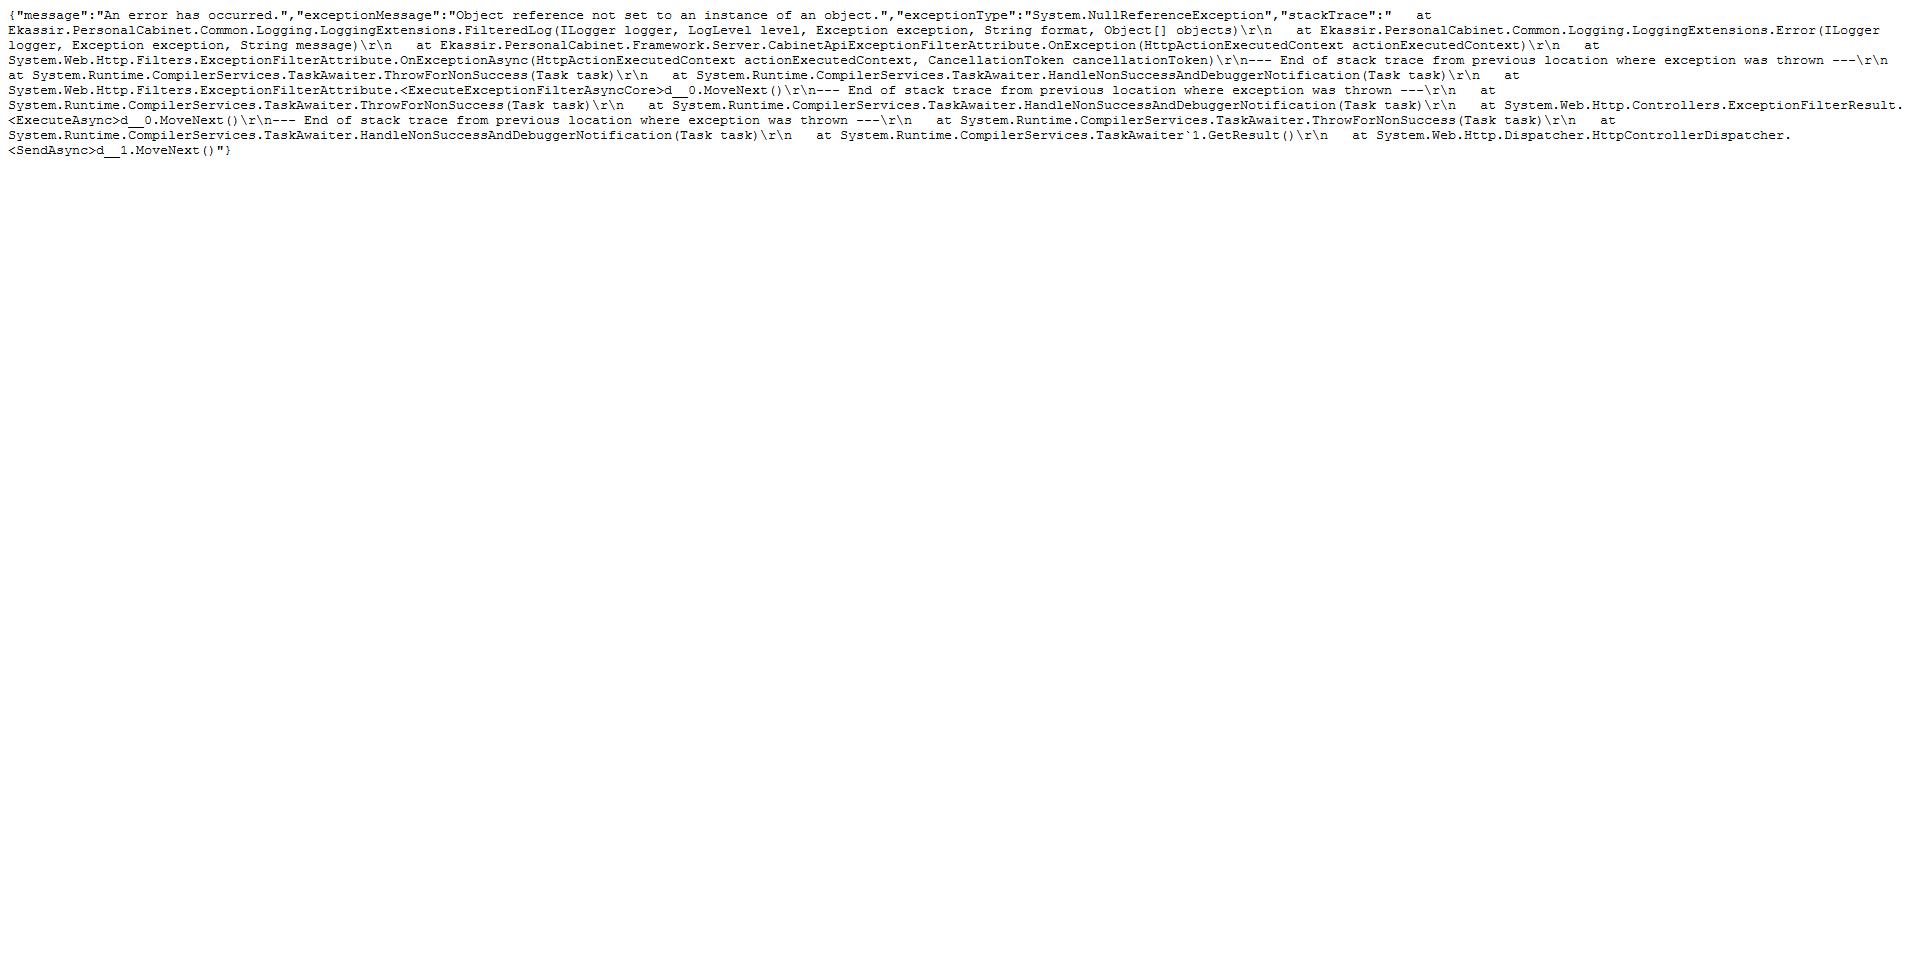 {"message":"An error has occurred.","exceptionMessage":"Object reference not set to an instance of an object.","exceptionType":"System.NullReferenceException","stackTrace":"   at
Ekassir.PersonalCabinet.Common.Logging.LoggingExtensions.FilteredLog(ILogger logger, LogLevel level, Exception exception, String format, Object[] objects)\r\n   at Ekassir.PersonalCabinet.Common.Logging.LoggingExtensions.Error(ILogger
logger, Exception exception, String message)\r\n   at Ekassir.PersonalCabinet.Framework.Server.CabinetApiExceptionFilterAttribute.OnException(HttpActionExecutedContext actionExecutedContext)\r\n   at
System.Web.Http.Filters.ExceptionFilterAttribute.OnExceptionAsync(HttpActionExecutedContext actionExecutedContext, CancellationToken cancellationToken)\r\n--- End of stack trace from previous location where exception was thrown ---\r\n
at System.Runtime.CompilerServices.TaskAwaiter.ThrowForNonSuccess(Task task)\r\n   at System.Runtime.CompilerServices.TaskAwaiter.HandleNonSuccessAndDebuggerNotification(Task task)\r\n   at
System.Web.Http.Filters.ExceptionFilterAttribute.<ExecuteExceptionFilterAsyncCore>d__0.MoveNext()\r\n--- End of stack trace from previous location where exception was thrown ---\r\n   at
System.Runtime.CompilerServices.TaskAwaiter.ThrowForNonSuccess(Task task)\r\n   at System.Runtime.CompilerServices.TaskAwaiter.HandleNonSuccessAndDebuggerNotification(Task task)\r\n   at System.Web.Http.Controllers.ExceptionFilterResult.
<ExecuteAsync>d__0.MoveNext()\r\n--- End of stack trace from previous location where exception was thrown ---\r\n   at System.Runtime.CompilerServices.TaskAwaiter.ThrowForNonSuccess(Task task)\r\n   at
System.Runtime.CompilerServices.TaskAwaiter.HandleNonSuccessAndDebuggerNotification(Task task)\r\n   at System.Runtime.CompilerServices.TaskAwaiter`1.GetResult()\r\n   at System.Web.Http.Dispatcher.HttpControllerDispatcher.
<SendAsync>d__1.MoveNext()"}